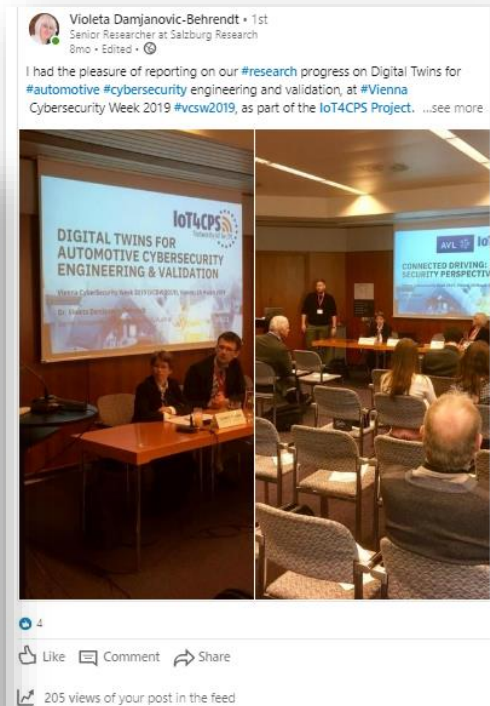 Violeta Damjanovic-Behrendt • 1st
Senior Researcher at Salzburg Research
8mo • Edited •
I had the pleasure of reporting on our #research progress on Digital Twins for
#automotive #cybersecurity engineering and validation, at #Vienna
Cybersecurity Week 2019 #vcsw2019, as part of the IoT4CPS Project. ...see more
IoT4CPS
DIGITAL TWINS FOR
AUTOMOTIVE CYBERSECURITY
ENGINEERING & VALIDATION
AVL
CONNECTED DRIVING:
SECURITY PERSPECTIV
4
Like Comment Share
205 views of your post in the feed